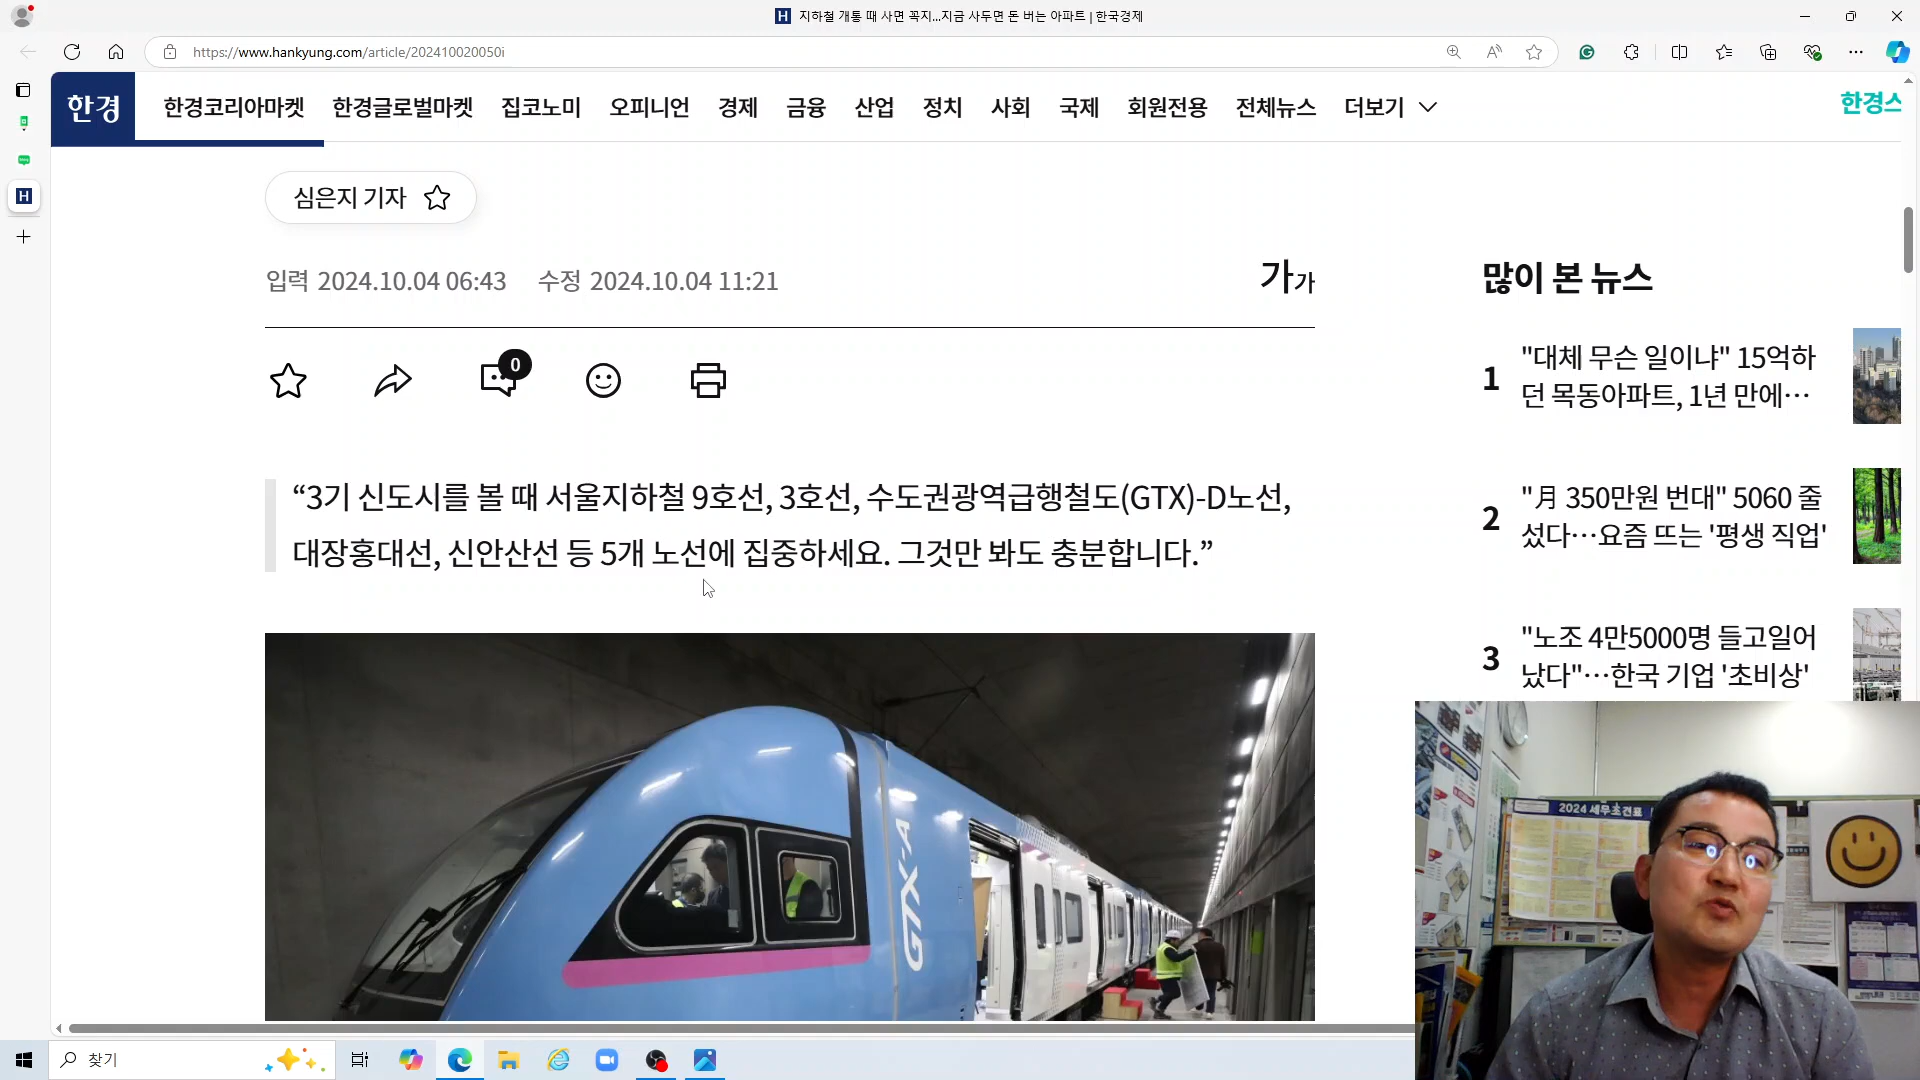 지하철 개통 때 사면 꼭지...지금 사두면 돈 버는 아파트 | 한국경제
https://www.hankyung.com/article/202410020050i
한경
한경코리아마켓 한경글로벌마켓 집코노미 오피니언 경제 금융 산업 정치 사회 국제 회원전용 전체뉴스 더보기
한경스
심은지 기자
입력 2024.10.04 06:43 수정 2024.10.04 11:21
가가
0
“3기 신도시를 볼 때 서울지하철 9호선, 3호선, 수도권광역급행철도(GTX)-D노선,
대장홍대선, 신안산선 등 5개 노선에 집중하세요. 그것만 봐도 충분합니다.”
GTX-A
많이 본 뉴스
1
"대체 무슨 일이냐" 15억하
던 목동아파트, 1년 만에…
2
"月 350만원 번대" 5060 줄
섰다…요즘 뜨는 '평생 직업'
3
"노조 4만5000명 들고일어
났다"…한국 기업 '초비상'
2024 세무조견표
찾기